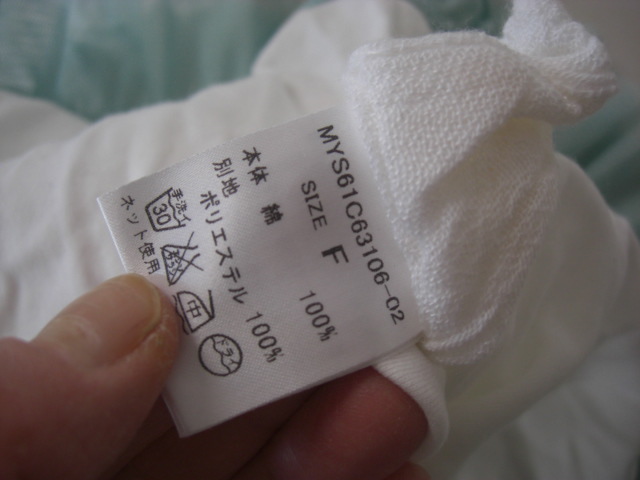 MYS61C63106-02
SIZE F
本体 綿 100%
別地 ポリエステル 100%
手洗イ 30 中 ドライ
ネット使用